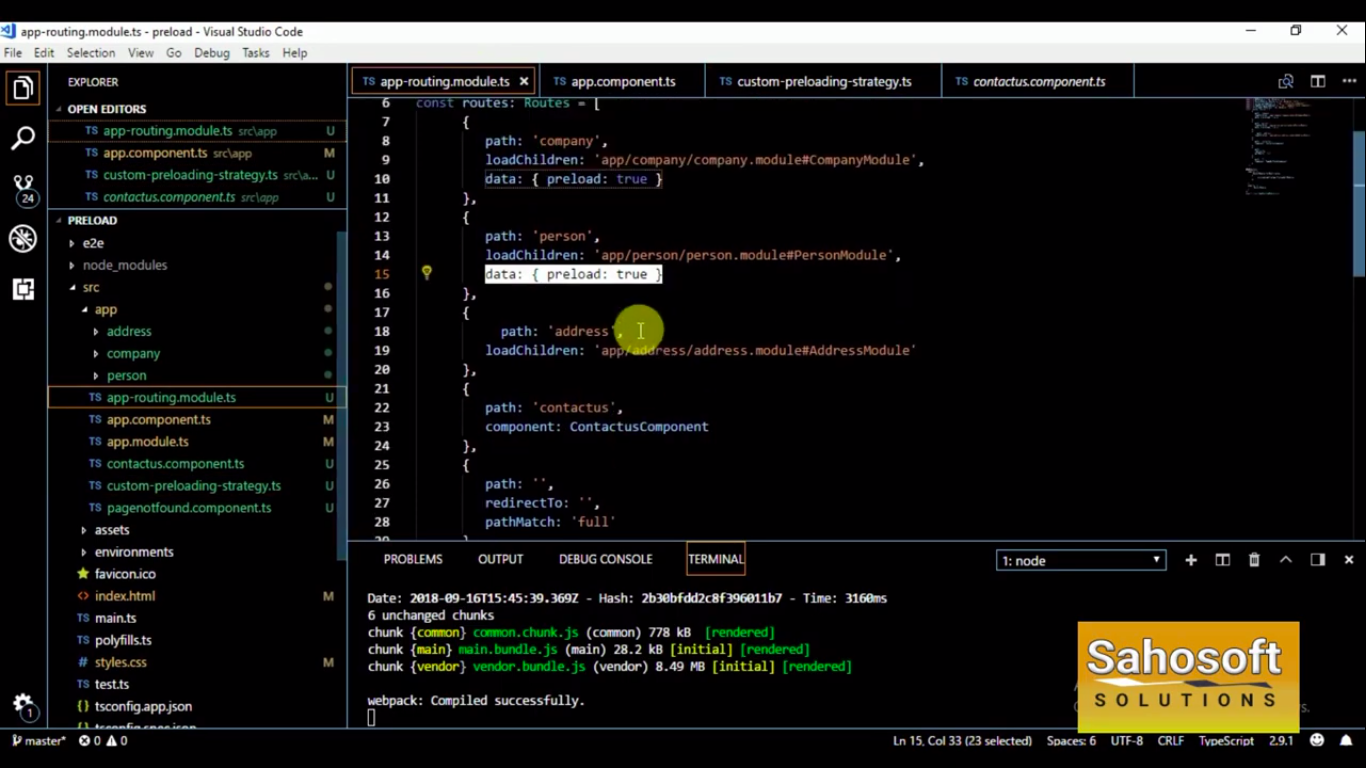 app-routing.module.ts - preload - Visual Studio Code
File Edit Selection View Go Debug Tasks Help
EXPLORER
OPEN EDITORS
TS app-routing.module.ts src\app U
TS app.component.ts src\app M
TS custom-preloading-strategy.ts src\a... U
TS contactus.component.ts src\app U
24
PRELOAD
e2e
node_modules
src
app
address
company
person
TS app-routing.module.ts U
TS app.component.ts M
TS app.module.ts M
TS contactus.component.ts U
TS custom-preloading-strategy.ts U
TS pagenotfound.component.ts U
assets
environments
favicon.ico
<> index.html M
TS main.ts
TS polyfills.ts
# styles.css M
TS test.ts
{} tsconfig.app.json
{} tsconfig.spec.json
1
TS app-routing.module.ts × TS app.component.ts TS custom-preloading-strategy.ts TS contactus.component.ts
6 const routes: Routes = [
7 {
8 path: 'company',
9 loadChildren: 'app/company/company.module#CompanyModule',
10 data: { preload: true }
11 },
12 {
13 path: 'person',
14 loadChildren: 'app/person/person.module#PersonModule',
15 data: { preload: true }
16 },
17 {
18 path: 'address',
19 loadChildren: 'app/address/address.module#AddressModule'
20 },
21 {
22 path: 'contactus',
23 component: ContactusComponent
24 },
25 {
26 path: '',
27 redirectTo: '',
28 pathMatch: 'full'
PROBLEMS OUTPUT DEBUG CONSOLE TERMINAL 1: node
Date: 2018-09-16T15:45:39.369Z - Hash: 2b30bfdd2c8f396011b7 - Time: 3160ms
6 unchanged chunks
chunk {common} common.chunk.js (common) 778 kB [rendered]
chunk {main} main.bundle.js (main) 28.2 kB [initial] [rendered]
chunk {vendor} vendor.bundle.js (vendor) 8.49 MB [initial] [rendered]
webpack: Compiled successfully.
Sahosoft
SOLUTIONS
master* 0 0 Ln 15, Col 33 (23 selected) Spaces: 6 UTF-8 CRLF TypeScript 2.9.1